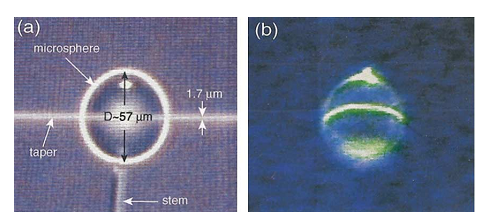 (a)
microsphere
1.7 µm
D~57 µm
taper
stem
(b)